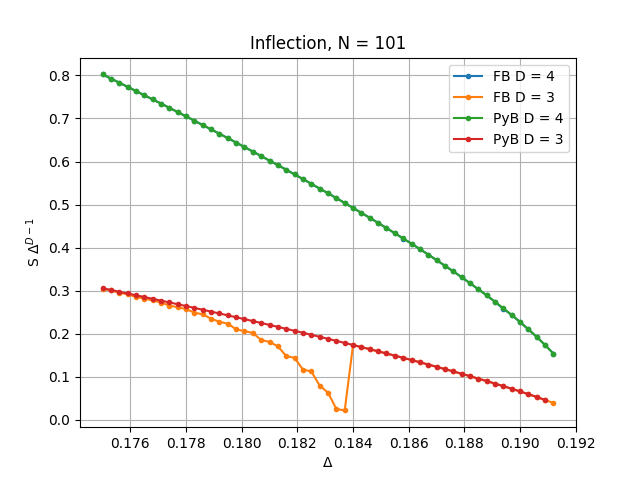 Inflection, N = 101
FB D = 4
FB D = 3
PyB D = 4
PyB D = 3
S Δ^{D−1}
0.8
0.7
0.6
0.5
0.4
0.3
0.2
0.1
0.0
0.176 0.178 0.180 0.182 0.184 0.186 0.188 0.190 0.192
Δ